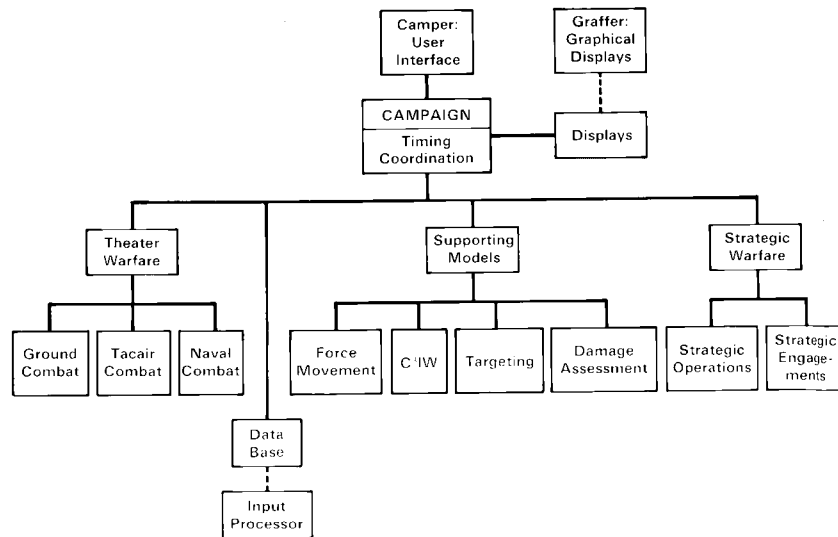 Camper:
User
Interface
Graffer:
Graphical
Displays
CAMPAIGN
Timing
Coordination
Displays
Theater
Warfare
Supporting
Models
Strategic
Warfare
Ground
Combat
Tacair
Combat
Naval
Combat
Force
Movement
Targeting
Damage
Assessment
Strategic
Operations
Strategic
Engage-
ments
Data
Base
Input
Processor